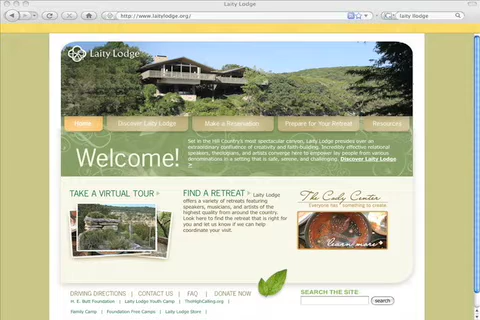 Laity Lodge
http://www.laitylodge.org/
laity llodge
Laity Lodge
Home
Discover Laity Lodge
Make a Reservation
Prepare for Your Retreat
Resources
Welcome!
Set in the Hill Country's most spectacular canyon, Laity Lodge presides over an
extraordinary confluence of creativity and faith-building. Incredibly effective relational
speakers, theologians, and artists converge here to empower lay people from various
denominations in a setting that is safe, serene, and challenging. Discover Laity Lodge
>
TAKE A VIRTUAL TOUR
FIND A RETREAT
Laity Lodge
offers a variety of retreats featuring
speakers, musicians, and artists of the
highest quality from around the country.
Look here to find the retreat that is right for
you and let us know if we can help
coordinate your visit.
The Cody Center
Everyone has something to create.
learn more
DRIVING DIRECTIONS | CONTACT US | FAQ | DONATE NOW
H. E. Butt Foundation | Laity Lodge Youth Camp | TheHighCalling.org
Family Camp | Foundation Free Camps | Laity Lodge Store |
SEARCH THE SITE
search